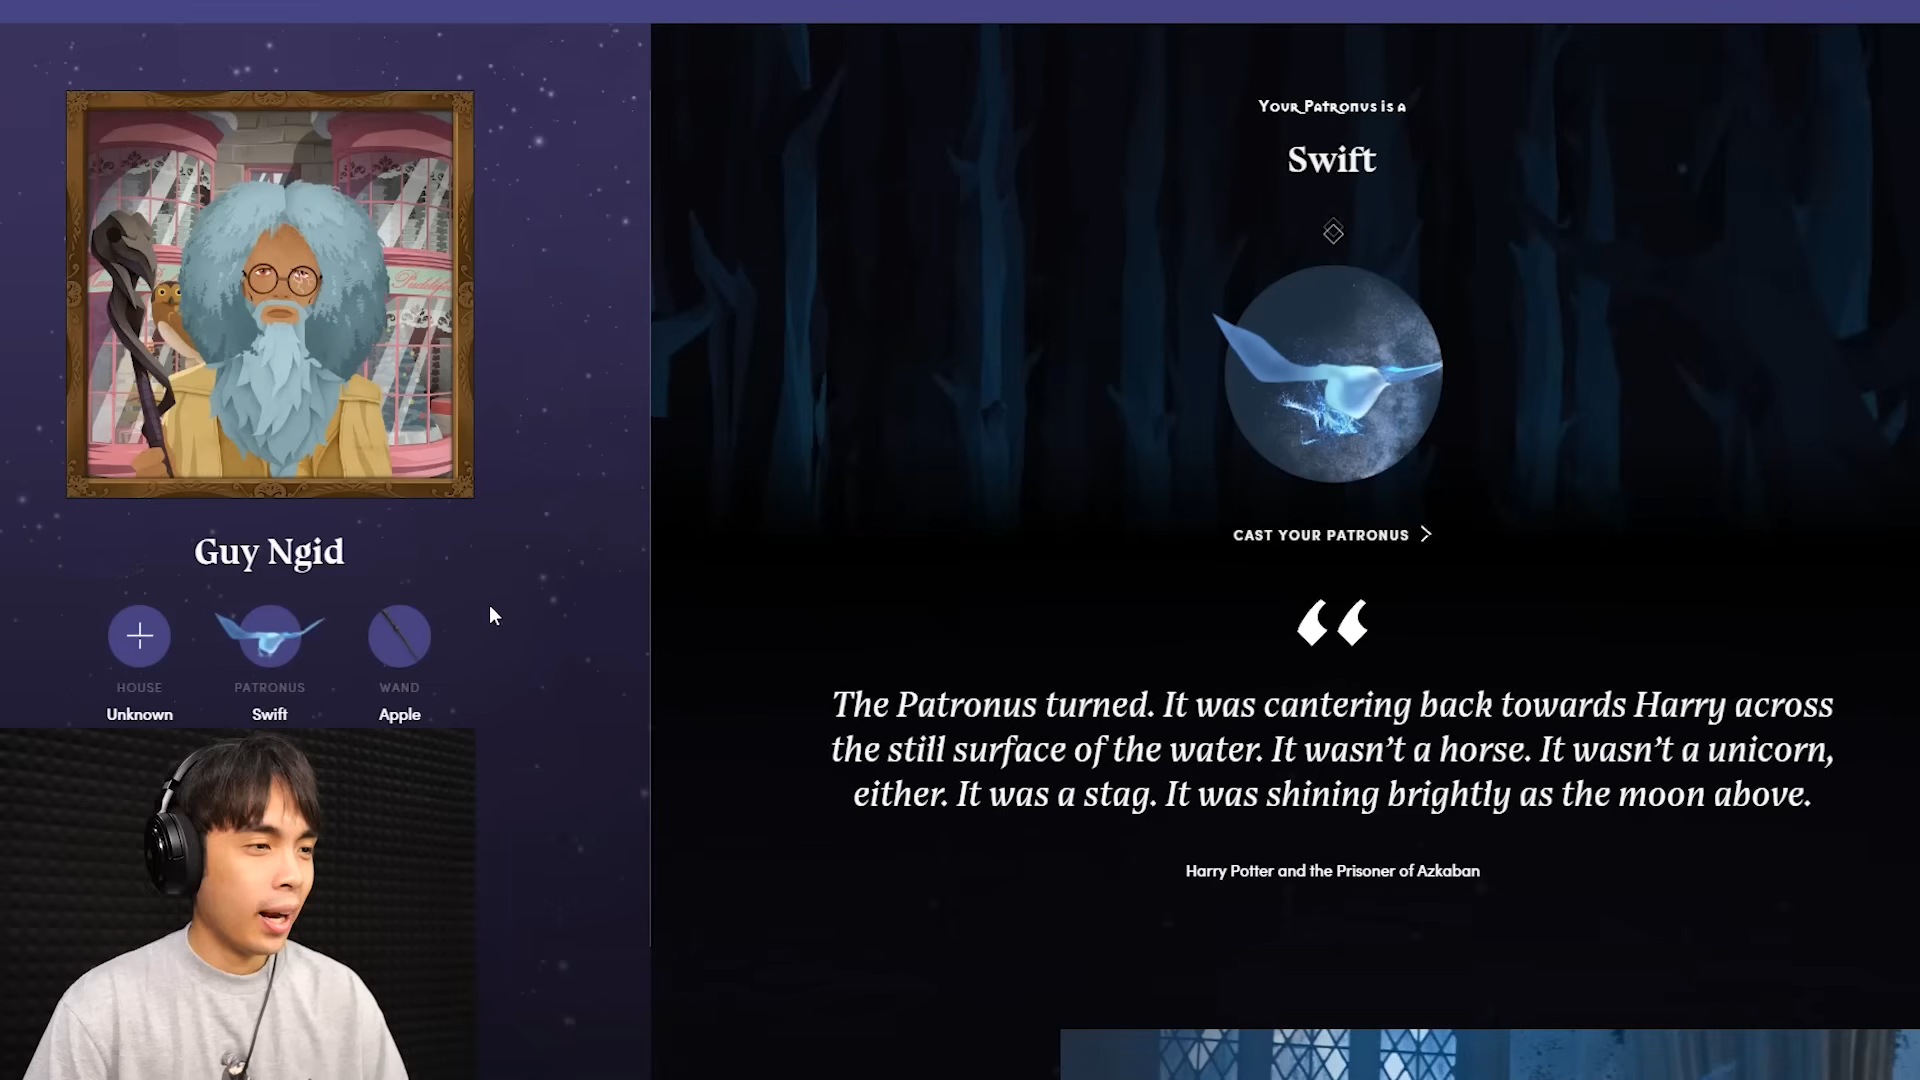 Your Patronus is a
Swift
CAST YOUR PATRONUS
“
The Patronus turned. It was cantering back towards Harry across
the still surface of the water. It wasn’t a horse. It wasn’t a unicorn,
either. It was a stag. It was shining brightly as the moon above.
Harry Potter and the Prisoner of Azkaban
Guy Ngid
HOUSE
Unknown
PATRONUS
Swift
WAND
Apple